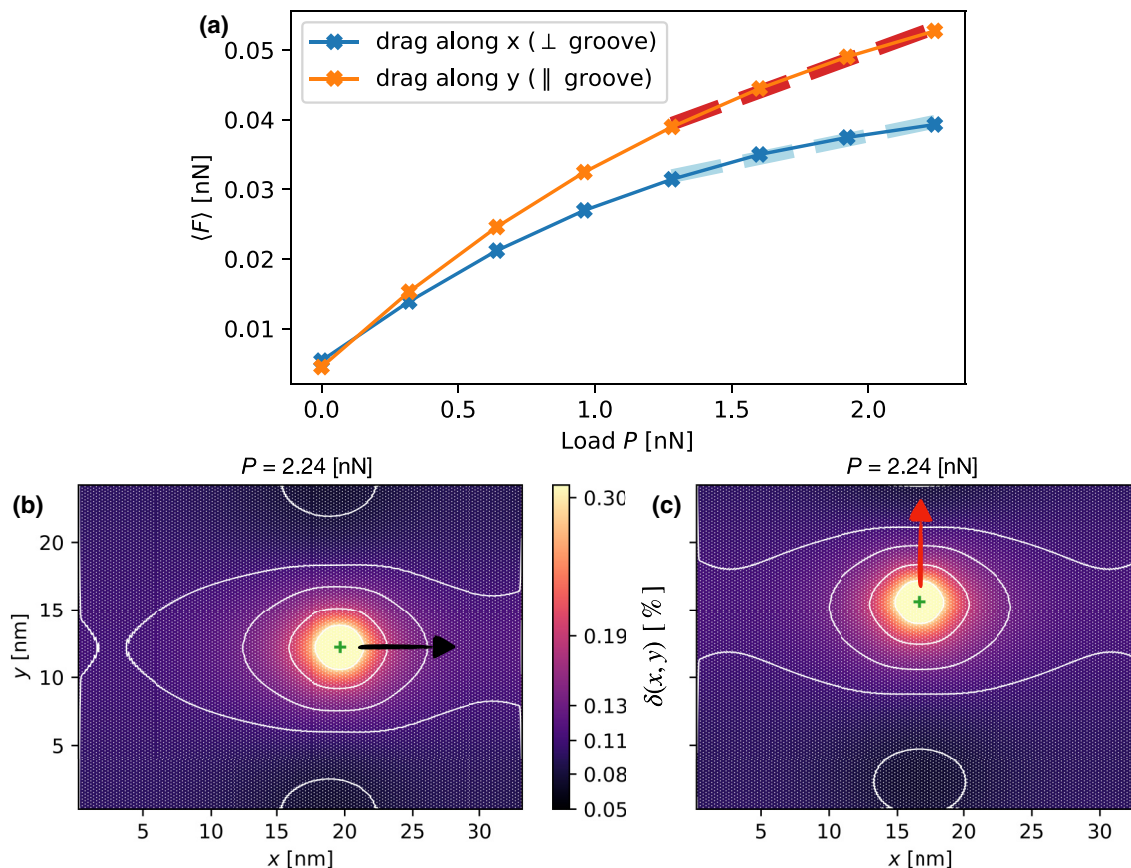 (a)
drag along x (⊥ groove)
drag along y (∥ groove)
0.05
0.04
0.03
0.02
0.01
⟨F⟩ [nN]
0.0 0.5 1.0 1.5 2.0
Load P [nN]
P = 2.24 [nN]
(b)
20
15
10
5
y [nm]
5 10 15 20 25 30
x [nm]
0.30
0.19
0.13
0.11
0.08
0.05
δ(x, y) [ % ]
P = 2.24 [nN]
(c)
5 10 15 20 25 30
x [nm]